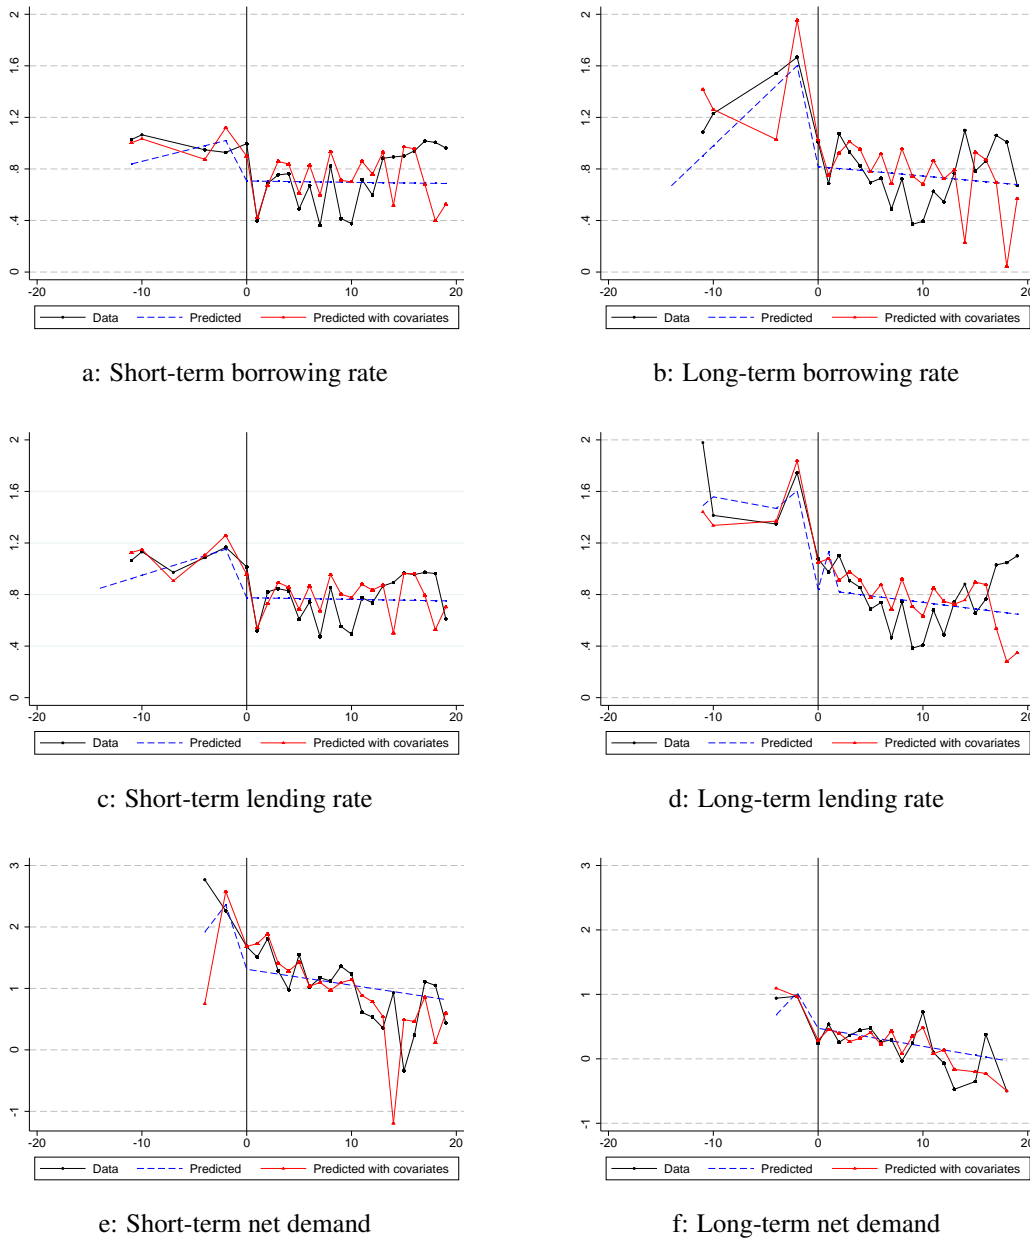 2
1.6
1.2
.8
.4
0
-20 -10 0 10 20
Data Predicted Predicted with covariates
a: Short-term borrowing rate
2
1.6
1.2
.8
.4
0
-20 -10 0 10 20
Data Predicted Predicted with covariates
b: Long-term borrowing rate
2
1.6
1.2
.8
.4
0
-20 -10 0 10 20
Data Predicted Predicted with covariates
c: Short-term lending rate
2
1.6
1.2
.8
.4
0
-20 -10 0 10 20
Data Predicted Predicted with covariates
d: Long-term lending rate
3
2
1
0
-1
-20 -10 0 10 20
Data Predicted Predicted with covariates
e: Short-term net demand
3
2
1
0
-1
-20 -10 0 10 20
Data Predicted Predicted with covariates
f: Long-term net demand